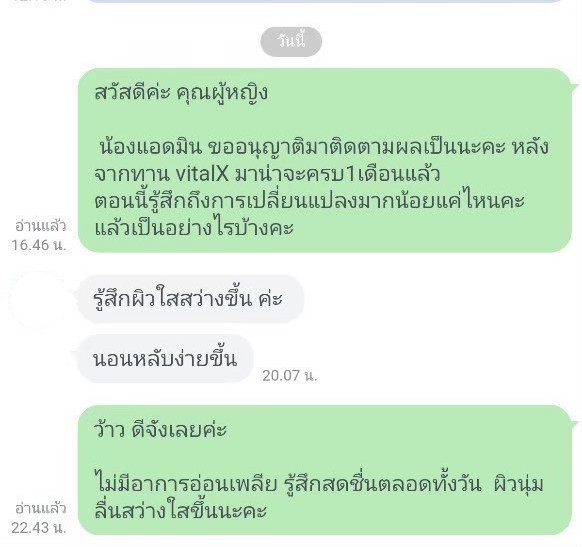 วันนี้
สวัสดีค่ะ คุณผู้หญิง
น้องแอดมิน ขออนุญาติมาติดตามผลเป็นนะคะ หลัง
จากทาน vitalX มาน่าจะครบ1เดือนแล้ว
ตอนนี้รู้สึกถึงการเปลี่ยนแปลงมากน้อยแค่ไหนคะ
แล้วเป็นอย่างไรบ้างคะ
อ่านแล้ว
16.46 น.
รู้สึกผิวใสสว่างขึ้น ค่ะ
นอนหลับง่ายขึ้น
20.07 น.
ว้าว ดีจังเลยค่ะ
ไม่มีอาการอ่อนเพลีย รู้สึกสดชื่นตลอดทั้งวัน ผิวนุ่ม
ลื่นสว่างใสขึ้นนะคะ
อ่านแล้ว
22.43 น.